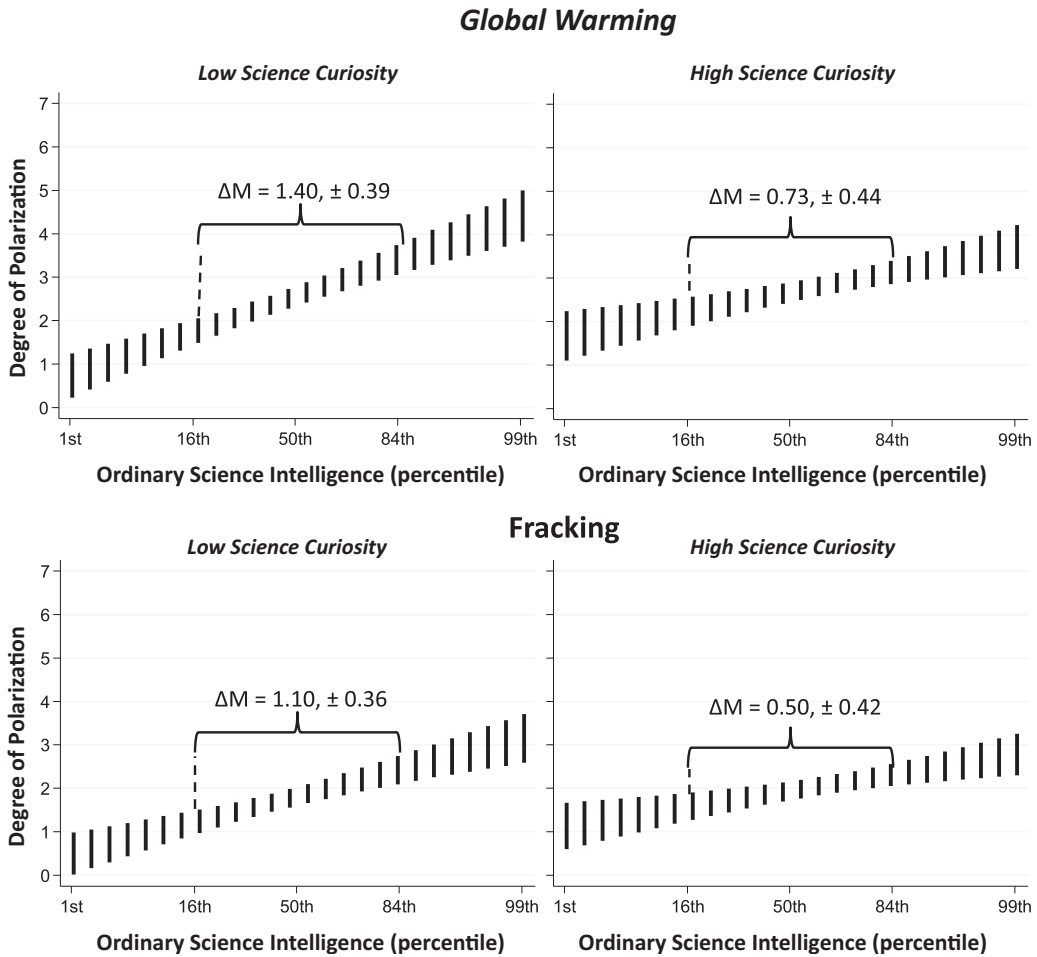 Global Warming
Low Science Curiosity
High Science Curiosity
Degree of Polarization
7
6
5
4
3
2
1
0
ΔM = 1.40, ± 0.39
ΔM = 0.73, ± 0.44
1st 16th 50th 84th 99th
1st 16th 50th 84th 99th
Ordinary Science Intelligence (percentile)
Ordinary Science Intelligence (percentile)
Fracking
Low Science Curiosity
High Science Curiosity
Degree of Polarization
7
6
5
4
3
2
1
0
ΔM = 1.10, ± 0.36
ΔM = 0.50, ± 0.42
1st 16th 50th 84th 99th
1st 16th 50th 84th 99th
Ordinary Science Intelligence (percentile)
Ordinary Science Intelligence (percentile)